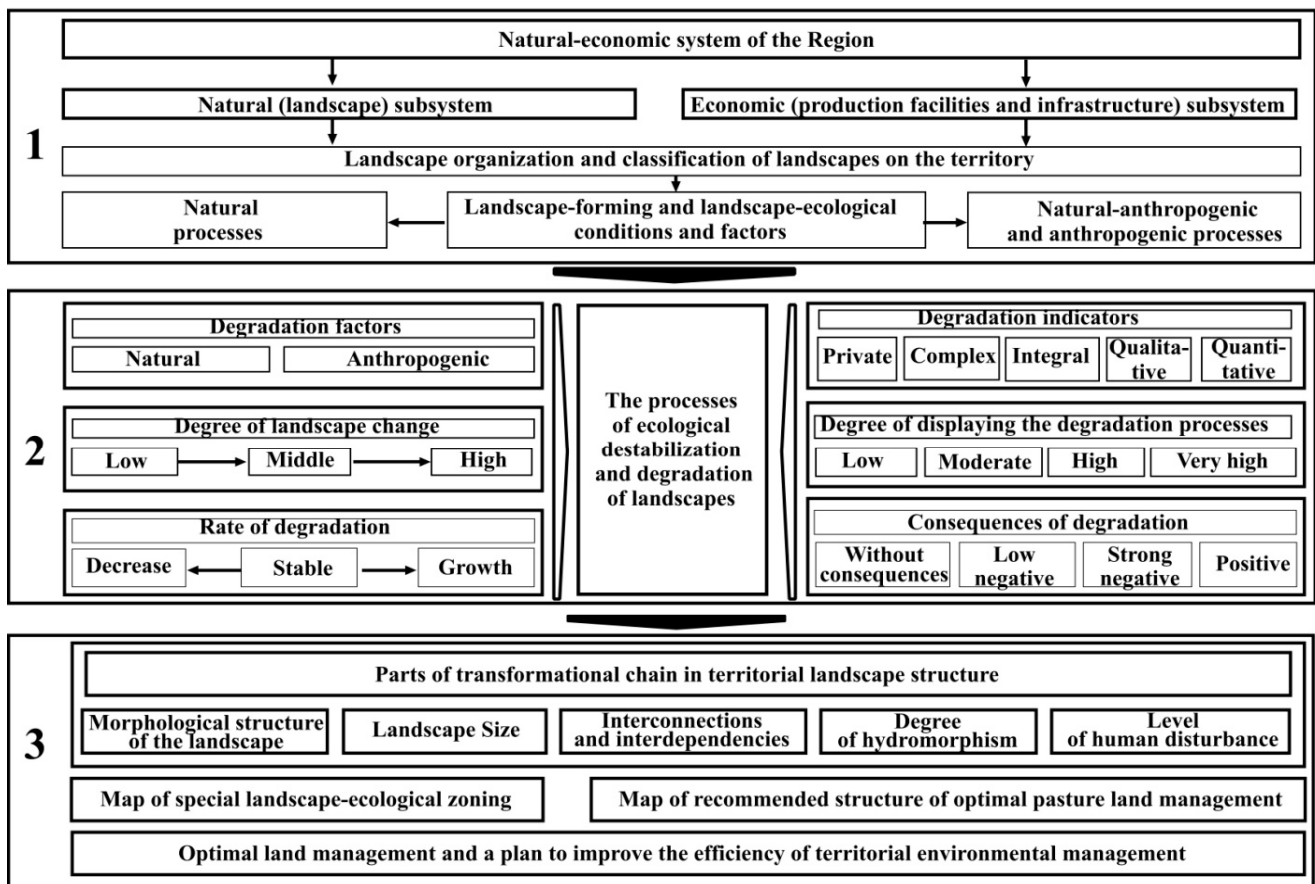 1
Natural-economic system of the Region
Natural (landscape) subsystem
Economic (production facilities and infrastructure) subsystem
Landscape organization and classification of landscapes on the territory
Natural
processes
Landscape-forming and landscape-ecological
conditions and factors
Natural-anthropogenic
and anthropogenic processes
2
Degradation factors
Natural
Anthropogenic
Degree of landscape change
Low
Middle
High
Rate of degradation
Decrease
Stable
Growth
The processes
of ecological
destabilization
and degradation
of landscapes
Degradation indicators
Private
Complex
Integral
Qualita-
tive
Quanti-
tative
Degree of displaying the degradation processes
Low
Moderate
High
Very high
Consequences of degradation
Without
consequences
Low
negative
Strong
negative
Positive
3
Parts of transformational chain in territorial landscape structure
Morphological structure
of the landscape
Landscape Size
Interconnections
and interdependencies
Degree
of hydromorphism
Level
of human disturbance
Map of special landscape-ecological zoning
Map of recommended structure of optimal pasture land management
Optimal land management and a plan to improve the efficiency of territorial environmental management